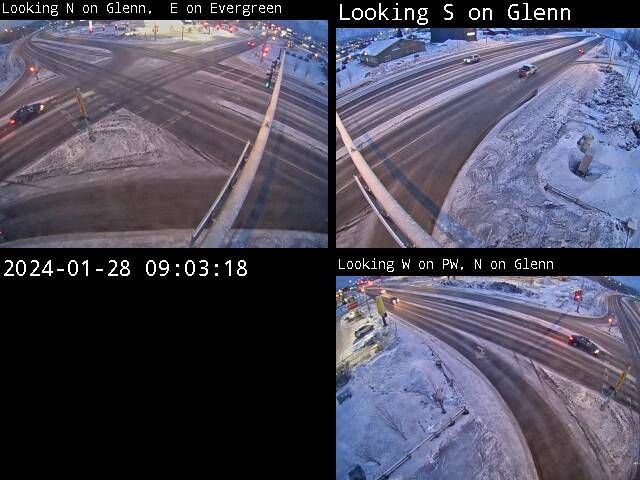 Looking N on Glenn,  E on Evergreen
Looking S on Glenn
2024-01-28 09:03:18
Looking W on PW, N on Glenn